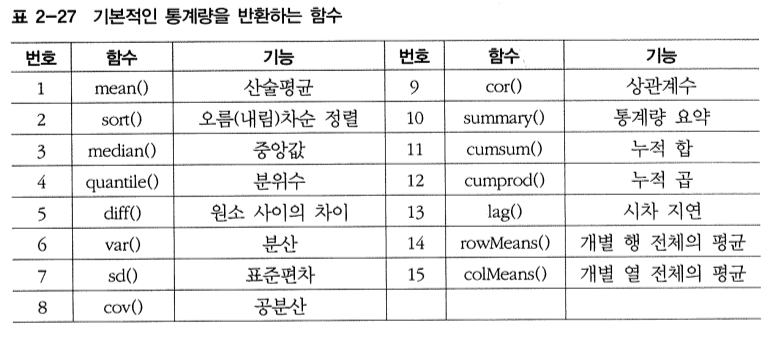 표 2-27 기본적인 통계량을 반환하는 함수
번호 함수 기능 번호 함수 기능
1 mean() 산술평균 9 cor() 상관계수
2 sort() 오름(내림)차순 정렬 10 summary() 통계량 요약
3 median() 중앙값 11 cumsum() 누적 합
4 quantile() 분위수 12 cumprod() 누적 곱
5 diff() 원소 사이의 차이 13 lag() 시차 지연
6 var() 분산 14 rowMeans() 개별 행 전체의 평균
7 sd() 표준편차 15 colMeans() 개별 열 전체의 평균
8 cov() 공분산